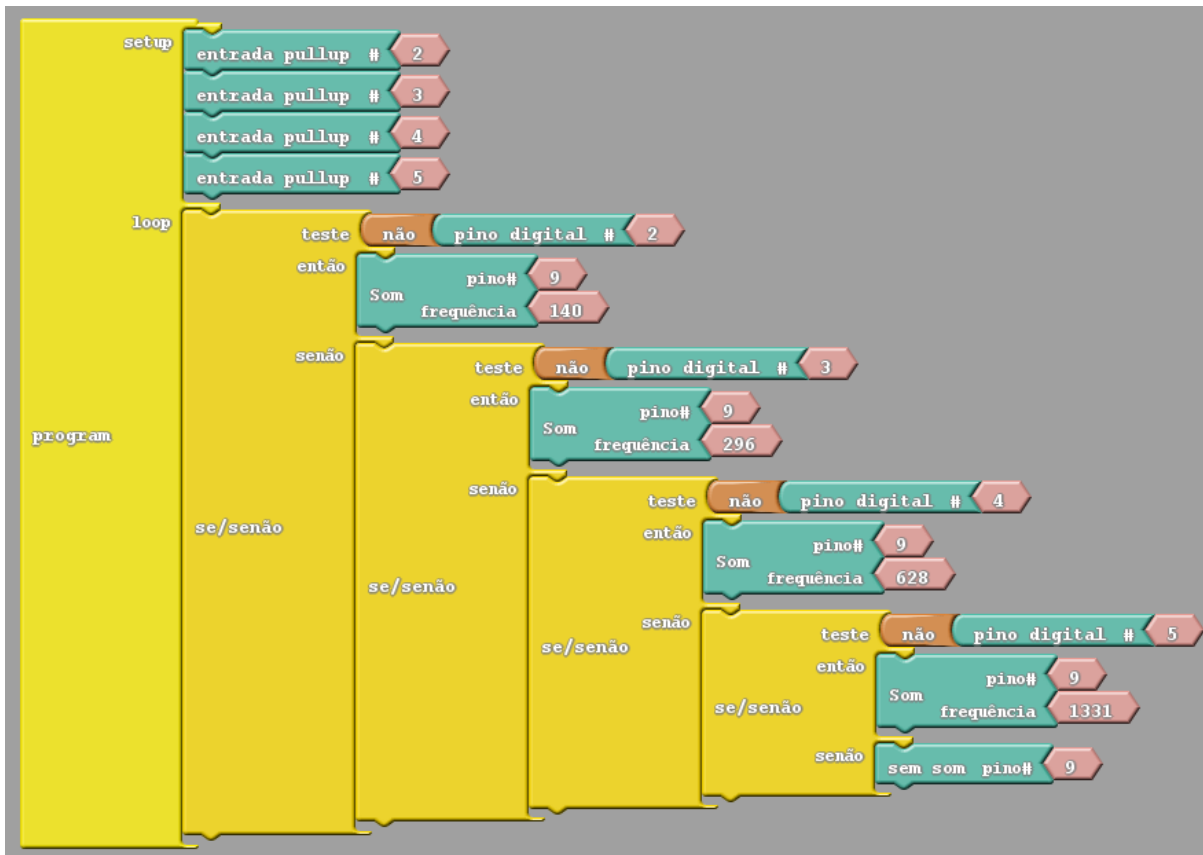 setup
entrada pullup # 2
entrada pullup # 3
entrada pullup # 4
entrada pullup # 5
loop
teste não pino digital # 2
então
Som
pino# 9
frequência 140
senão
teste não pino digital # 3
então
Som
pino# 9
frequência 296
senão
teste não pino digital # 4
então
Som
pino# 9
frequência 628
senão
teste não pino digital # 5
então
Som
pino# 9
frequência 1331
senão
sem som pino# 9
program
se/senão
se/senão
se/senão
se/senão